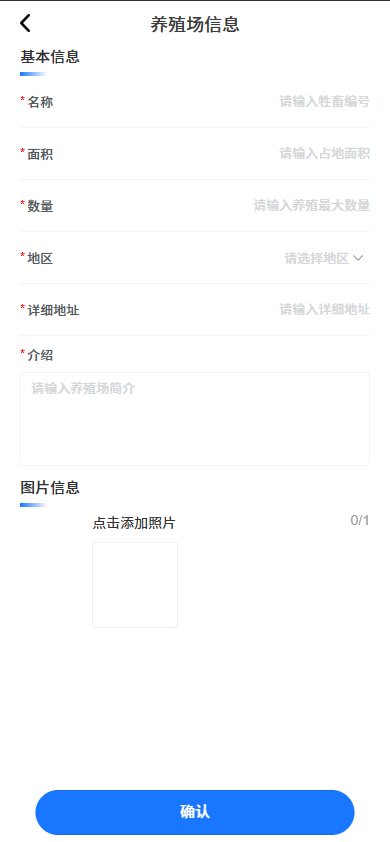 养殖场信息
基本信息
* 名称 请输入牲畜编号
* 面积 请输入占地面积
* 数量 请输入养殖最大数量
* 地区 请选择地区
* 详细地址 请输入详细地址
* 介绍
请输入养殖场简介
图片信息
点击添加照片 0/1
确认